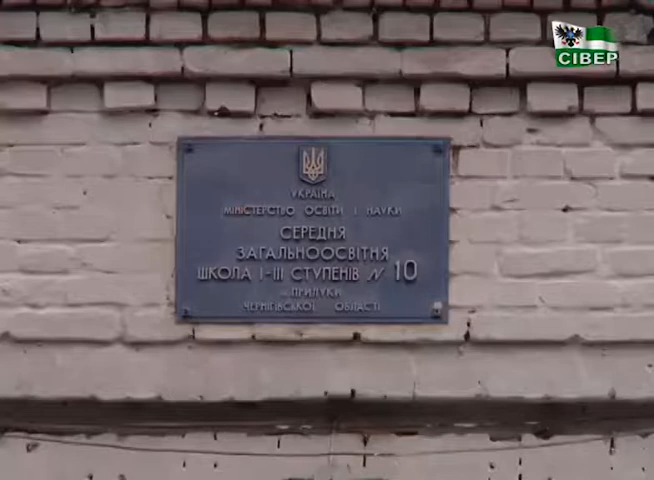 СІВЕР
УКРАЇНА
МІНІСТЕРСТВО ОСВІТИ І НАУКИ
СЕРЕДНЯ
ЗАГАЛЬНООСВІТНЯ
ШКОЛА І-ІІІ СТУПЕНІВ № 10
м. ПРИЛУКИ
ЧЕРНІГІВСЬКОЇ ОБЛАСТІ